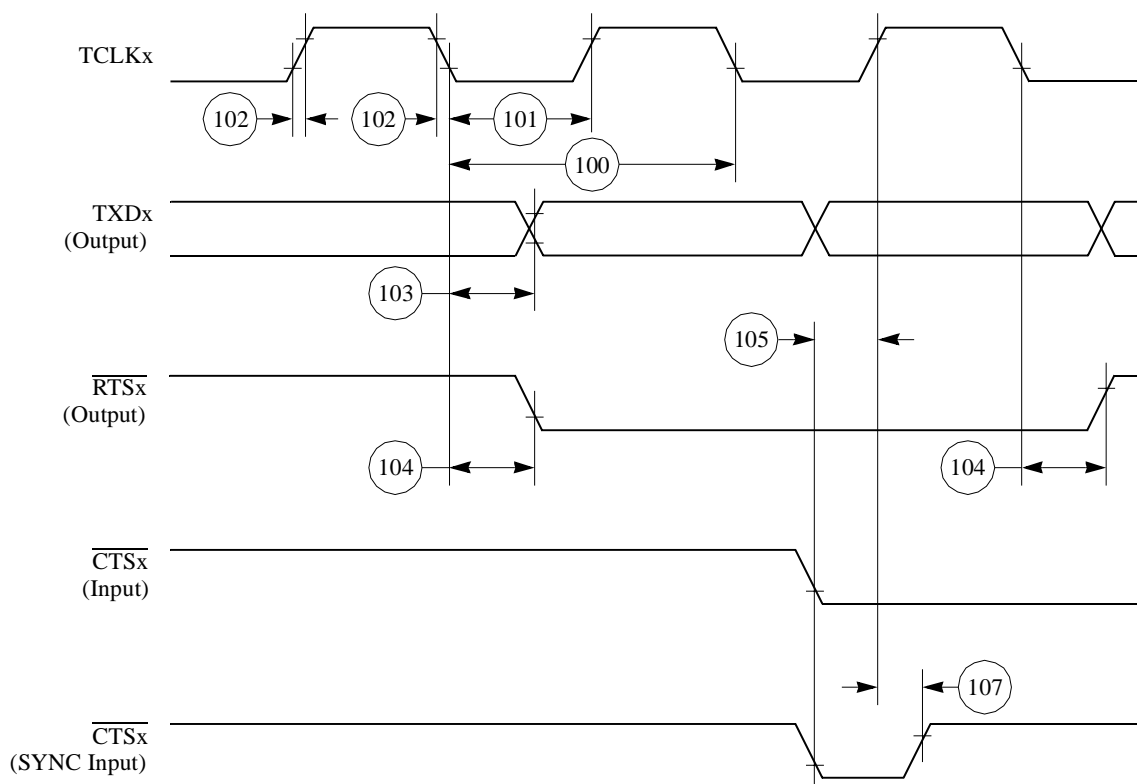 TCLKx
102
102
101
100
TXDx
(Output)
103
105
RTSx
(Output)
104
104
CTSx
(Input)
107
CTSx
(SYNC Input)